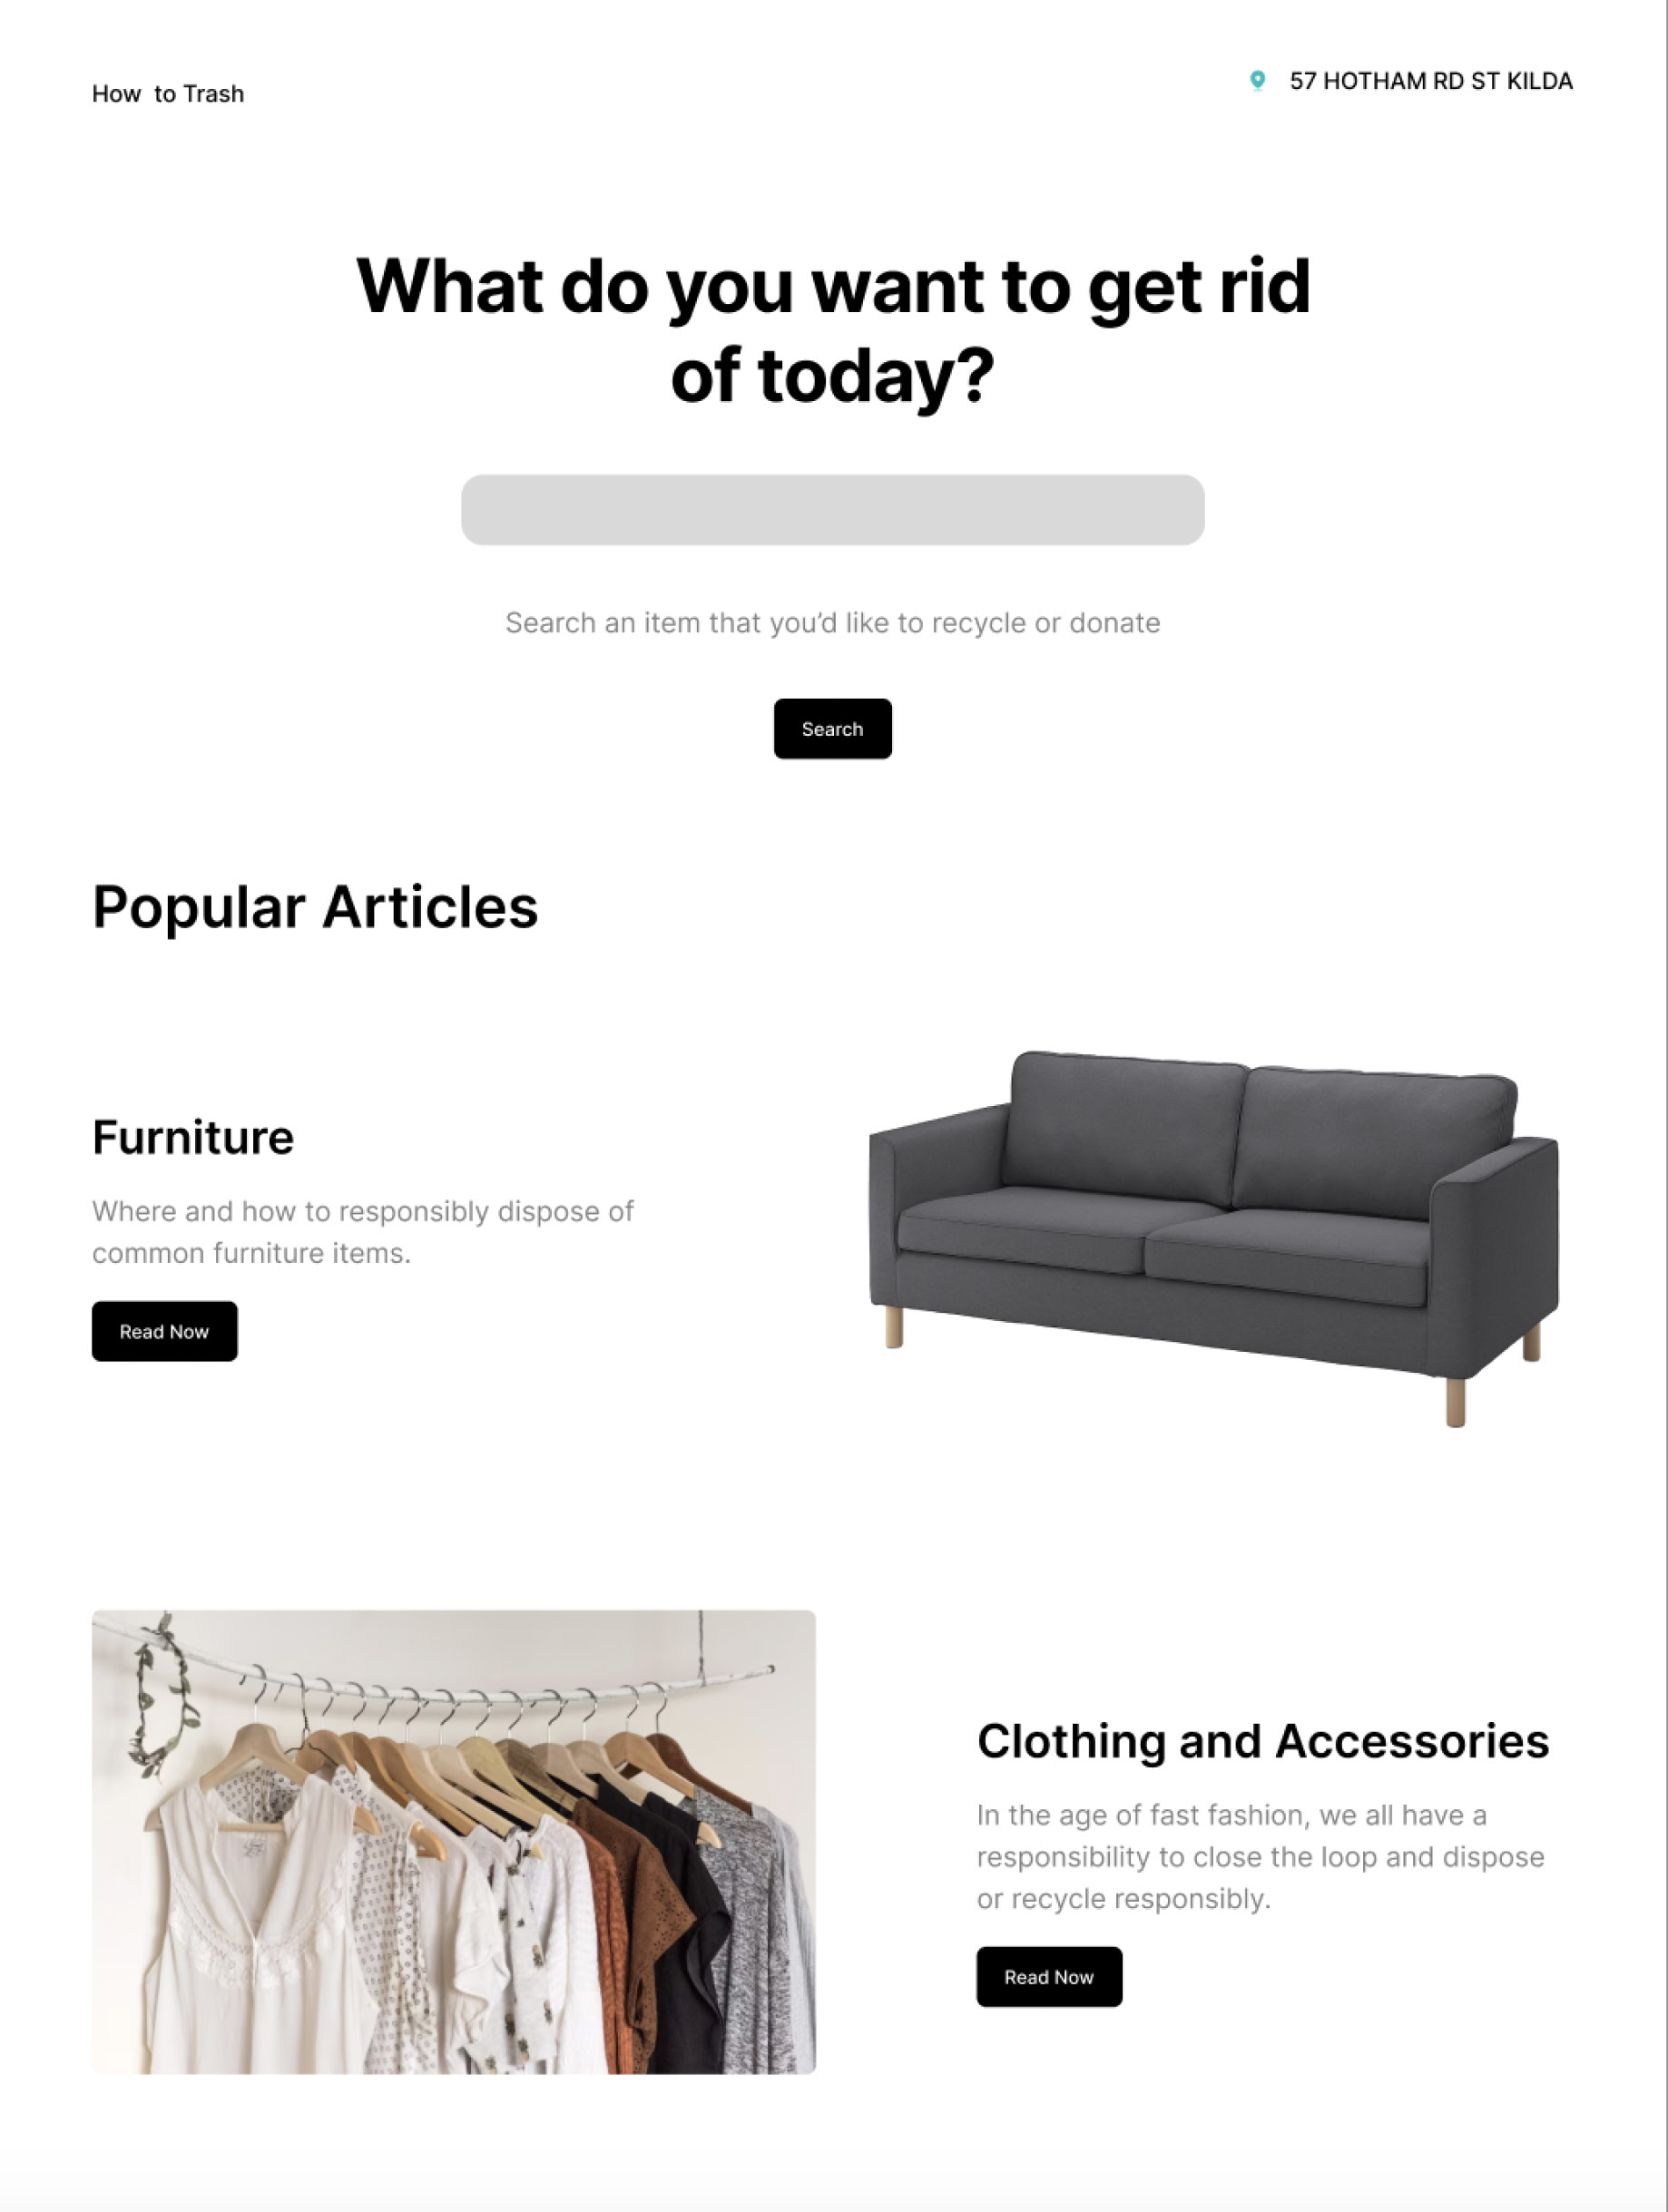 How  to Trash
57 HOTHAM RD ST KILDA
What do you want to get rid
of today?
Search an item that you’d like to recycle or donate
Search
Popular Articles
Furniture
Where and how to responsibly dispose of
common furniture items.
Read Now
Clothing and Accessories
In the age of fast fashion, we all have a
responsibility to close the loop and dispose
or recycle responsibly.
Read Now